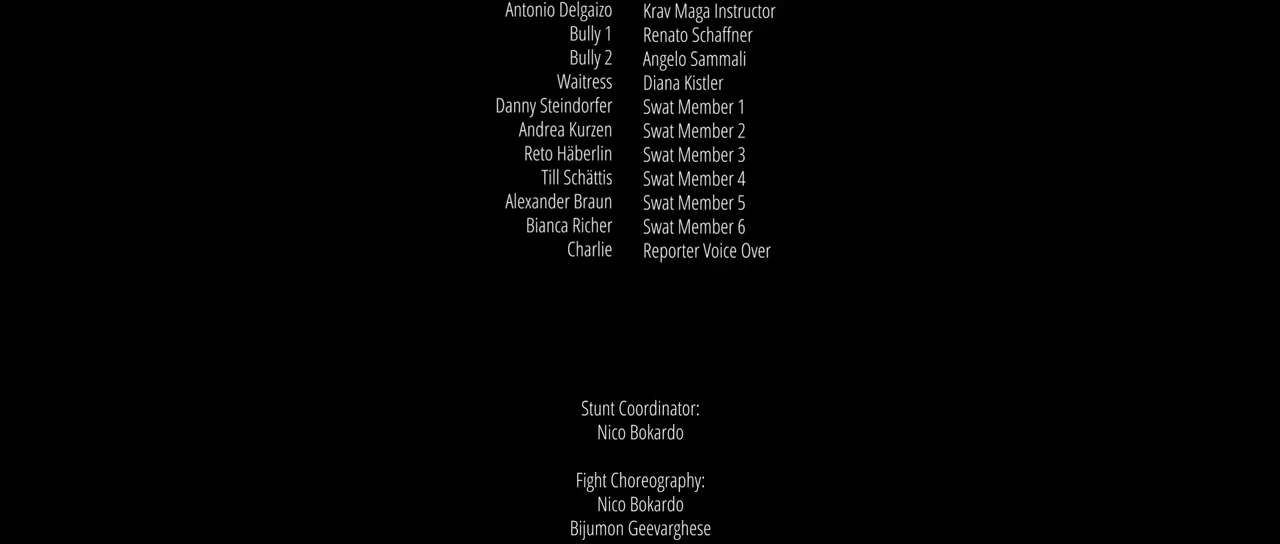 Antonio Delgaizo Krav Maga Instructor
Bully 1 Renato Schaffner
Bully 2 Angelo Sammali
Waitress Diana Kistler
Danny Steindorfer Swat Member 1
Andrea Kurzen Swat Member 2
Reto Häberlin Swat Member 3
Till Schättis Swat Member 4
Alexander Braun Swat Member 5
Bianca Richer Swat Member 6
Charlie Reporter Voice Over
Stunt Coordinator:
Nico Bokardo
Fight Choreography:
Nico Bokardo
Bijumon Geevarghese